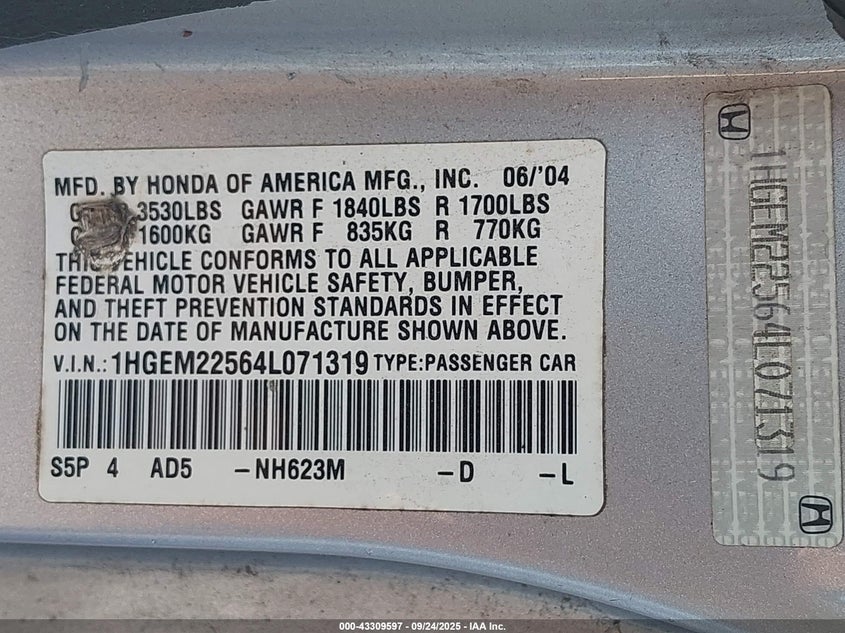 MFD. BY HONDA OF AMERICA MFG., INC. 06/'04
3530LBS GAWR F 1840LBS R 1700LBS
1600KG GAWR F 835KG R 770KG
THIS VEHICLE CONFORMS TO ALL APPLICABLE
FEDERAL MOTOR VEHICLE SAFETY, BUMPER,
AND THEFT PREVENTION STANDARDS IN EFFECT
ON THE DATE OF MANUFACTURE SHOWN ABOVE.
V.I.N.: 1HGEM22564L071319 TYPE:PASSENGER CAR
S5P 4 AD5 -NH623M -D -L
1HGEM22564L071319
000-43309597 - 09/24/2025 - IAA Inc.